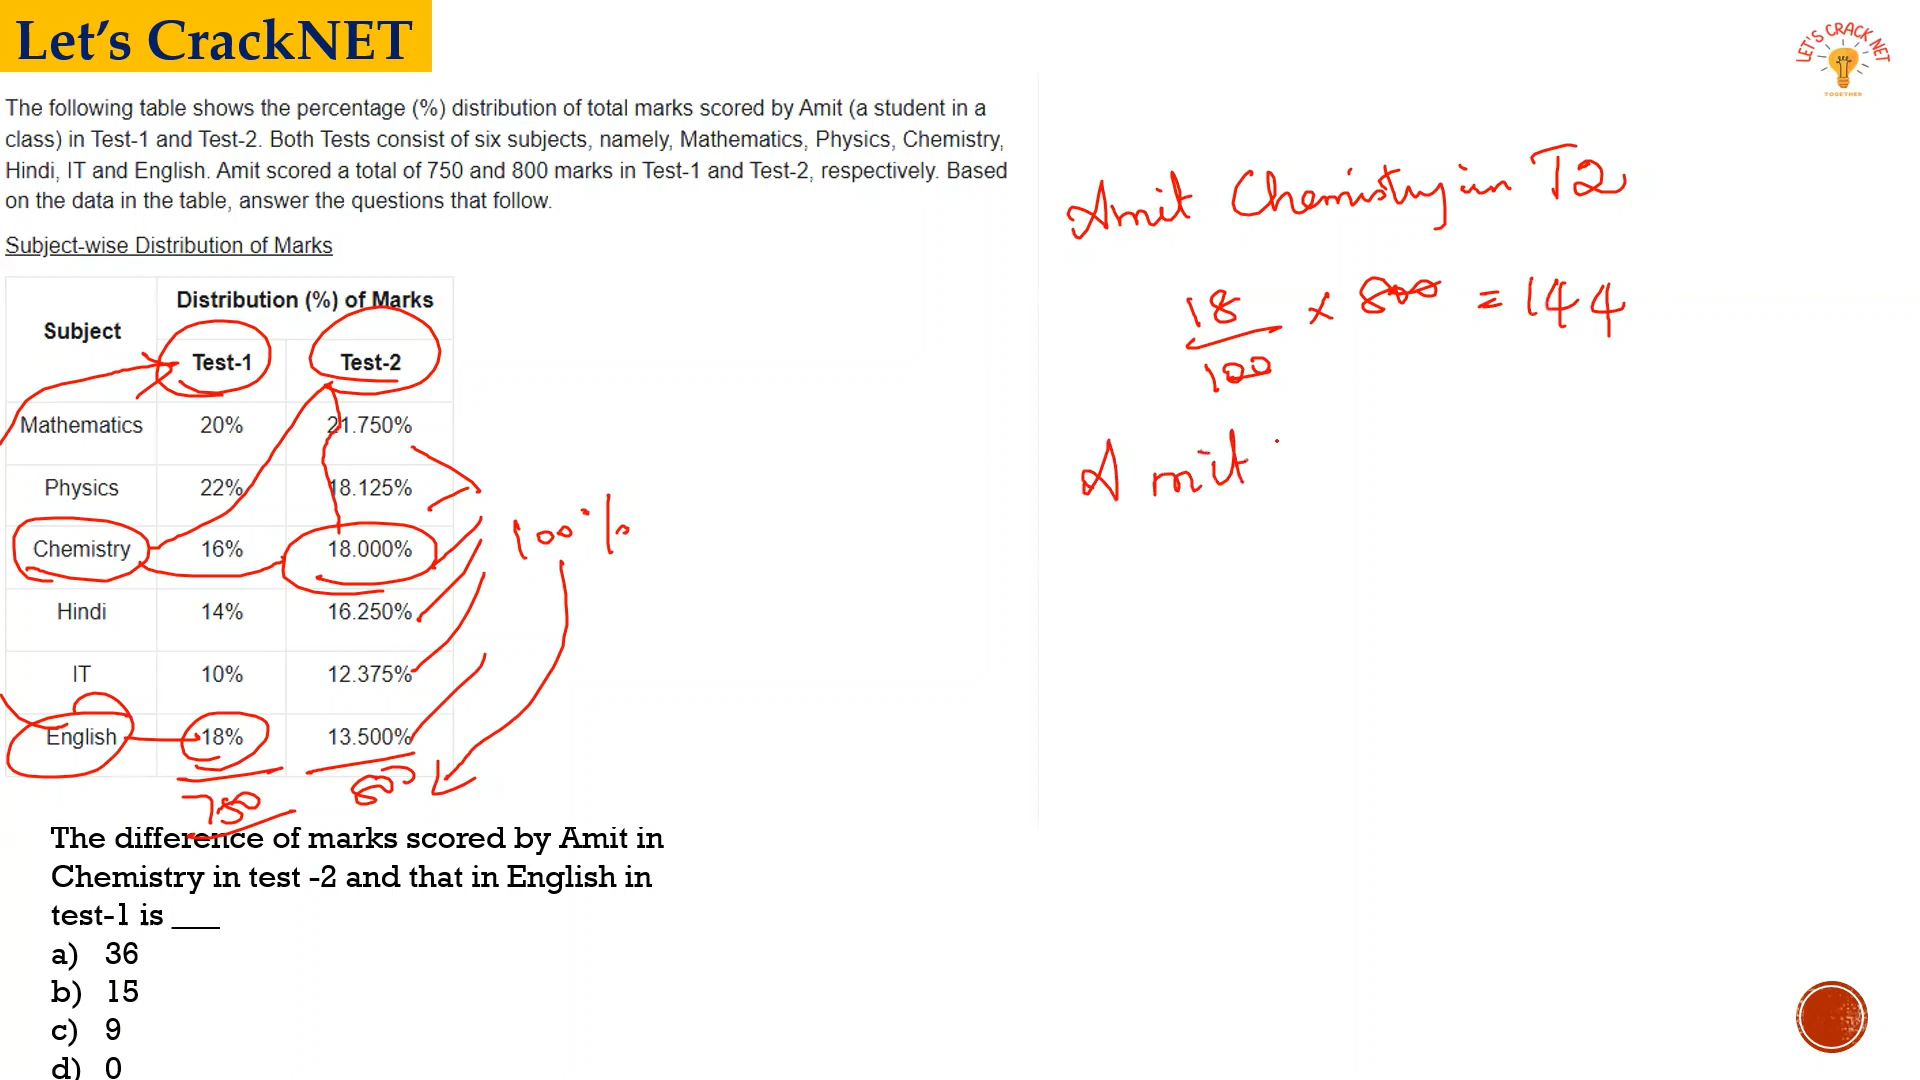 Let's CrackNET
LET'S CRACK NET
TOGETHER
The following table shows the percentage (%) distribution of total marks scored by Amit (a student in a
class) in Test-1 and Test-2. Both Tests consist of six subjects, namely, Mathematics, Physics, Chemistry,
Hindi, IT and English. Amit scored a total of 750 and 800 marks in Test-1 and Test-2, respectively. Based
on the data in the table, answer the questions that follow.
Subject-wise Distribution of Marks
Subject Distribution (%) of Marks
Test-1 Test-2
Mathematics 20% 21.750%
Physics 22% 18.125%
Chemistry 16% 18.000%
Hindi 14% 16.250%
IT 10% 12.375%
English 18% 13.500%
100%
750 800
The difference of marks scored by Amit in
Chemistry in test -2 and that in English in
test-1 is ___
a) 36
b) 15
c) 9
d) 0
Amit Chemistry in T2
18
100
× 800 = 144
Amit